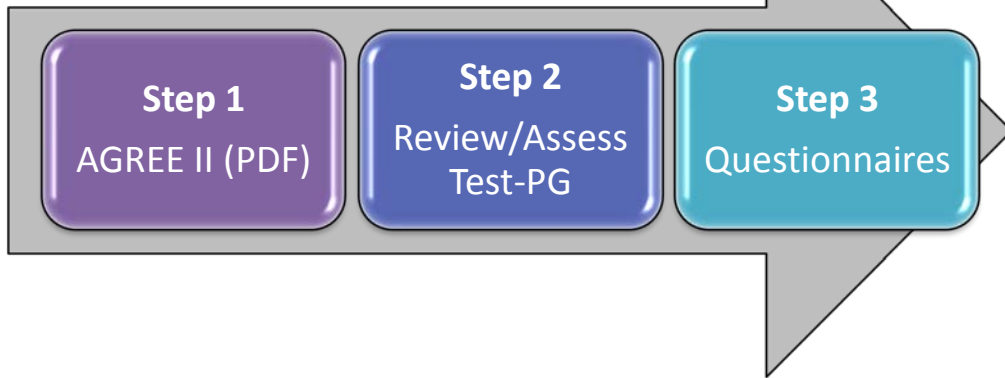 Step 1
AGREE II (PDF)
Step 2
Review/Assess
Test-PG
Step 3
Questionnaires